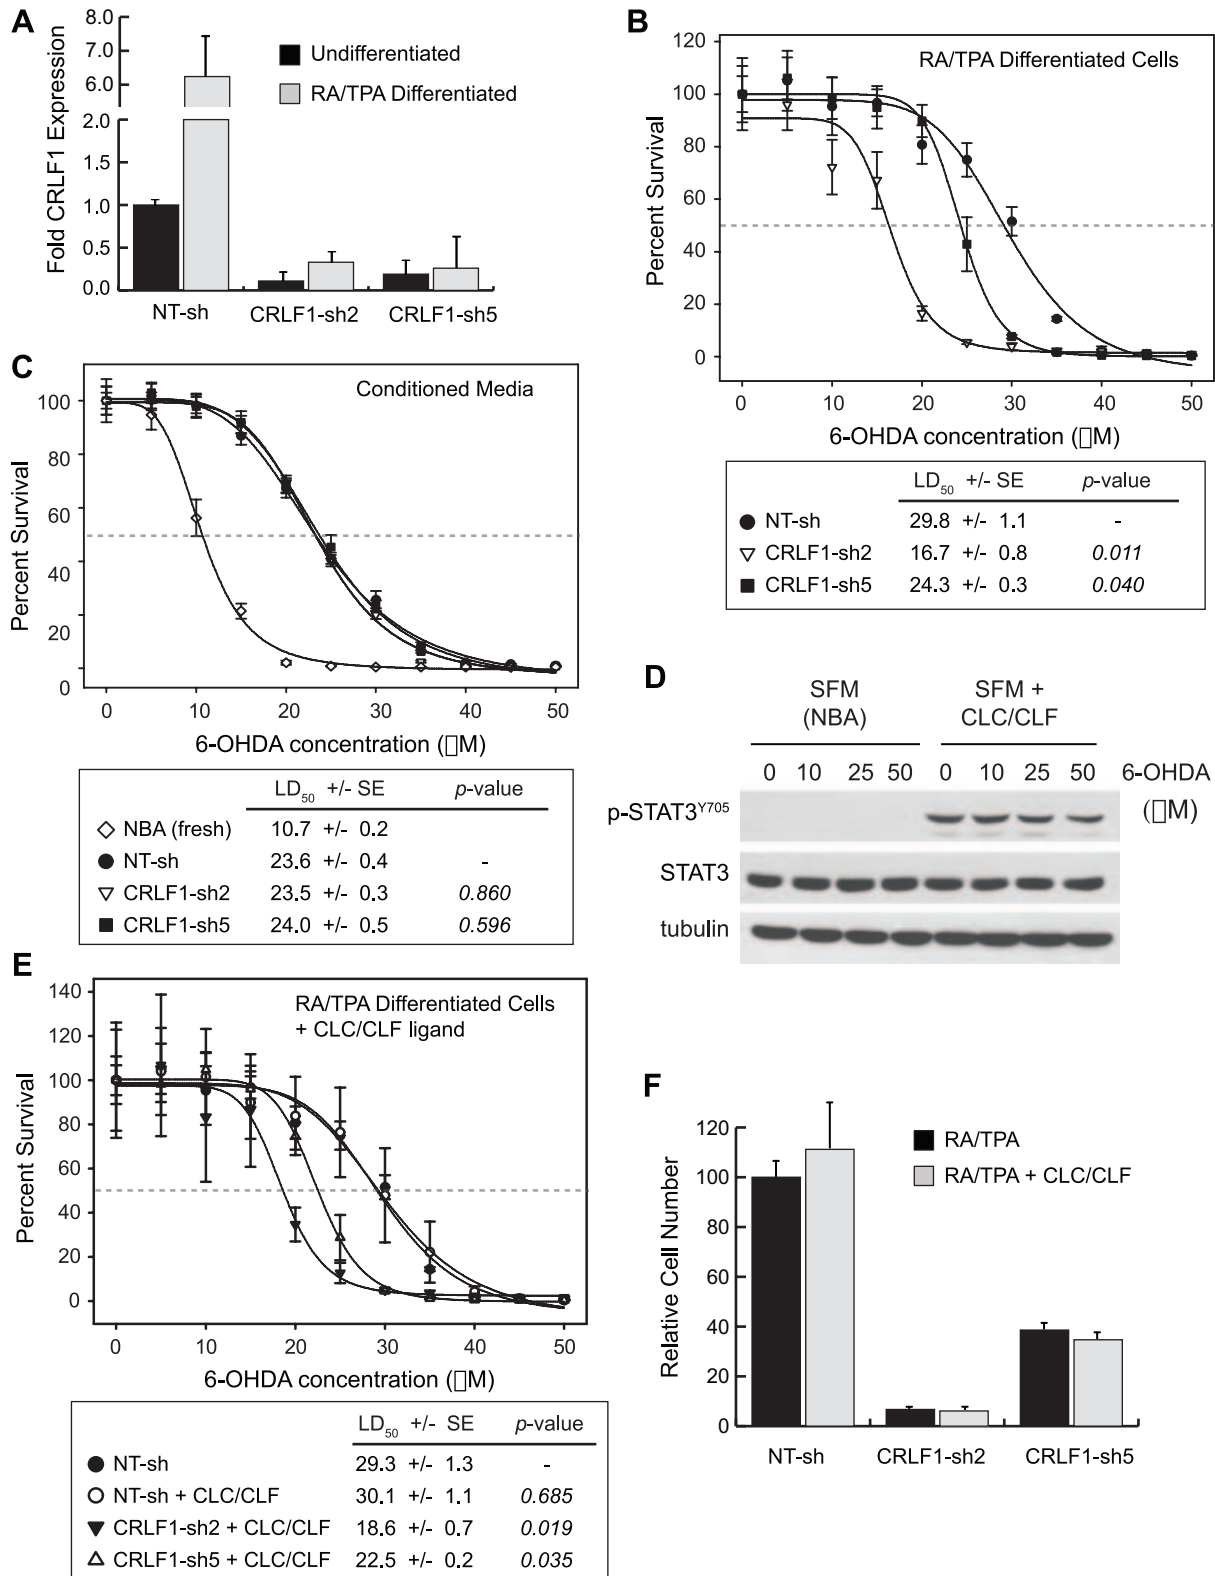 A
Fold CRLF1 Expression
8.0
7.0
6.0
2.0
1.5
1.0
0.5
0.0
Undifferentiated
RA/TPA Differentiated
NT-sh
CRLF1-sh2
CRLF1-sh5
B
RA/TPA Differentiated Cells
Percent Survival
120
100
80
60
40
20
0
0 10 20 30 40 50
6-OHDA concentration (▯M)
LD50 +/- SE p-value
NT-sh 29.8 +/- 1.1 -
CRLF1-sh2 16.7 +/- 0.8 0.011
CRLF1-sh5 24.3 +/- 0.3 0.040
C
Conditioned Media
Percent Survival
100
80
60
40
20
0
0 10 20 30 40 50
6-OHDA concentration (▯M)
LD50 +/- SE p-value
NBA (fresh) 10.7 +/- 0.2
NT-sh 23.6 +/- 0.4 -
CRLF1-sh2 23.5 +/- 0.3 0.860
CRLF1-sh5 24.0 +/- 0.5 0.596
D
SFM
(NBA)
SFM +
CLC/CLF
0 10 25 50 0 10 25 50 6-OHDA
(▯M)
p-STAT3Y705
STAT3
tubulin
E
RA/TPA Differentiated Cells
+ CLC/CLF ligand
Percent Survival
140
120
100
80
60
40
20
0
0 10 20 30 40 50
6-OHDA concentration (▯M)
LD50 +/- SE p-value
NT-sh 29.3 +/- 1.3 -
NT-sh + CLC/CLF 30.1 +/- 1.1 0.685
CRLF1-sh2 + CLC/CLF 18.6 +/- 0.7 0.019
CRLF1-sh5 + CLC/CLF 22.5 +/- 0.2 0.035
F
Relative Cell Number
120
100
80
60
40
20
0
RA/TPA
RA/TPA + CLC/CLF
NT-sh
CRLF1-sh2
CRLF1-sh5